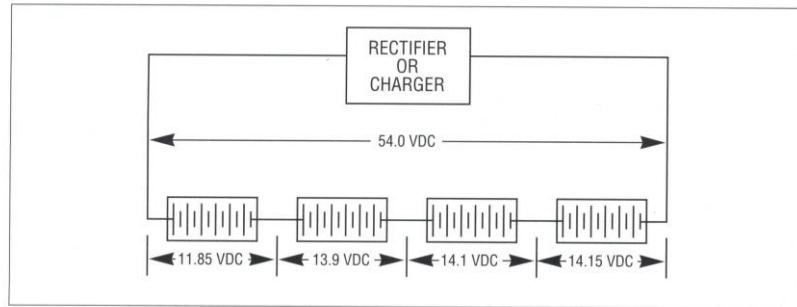 RECTIFIER
OR
CHARGER
54.0 VDC
11.85 VDC
13.9 VDC
14.1 VDC
14.15 VDC